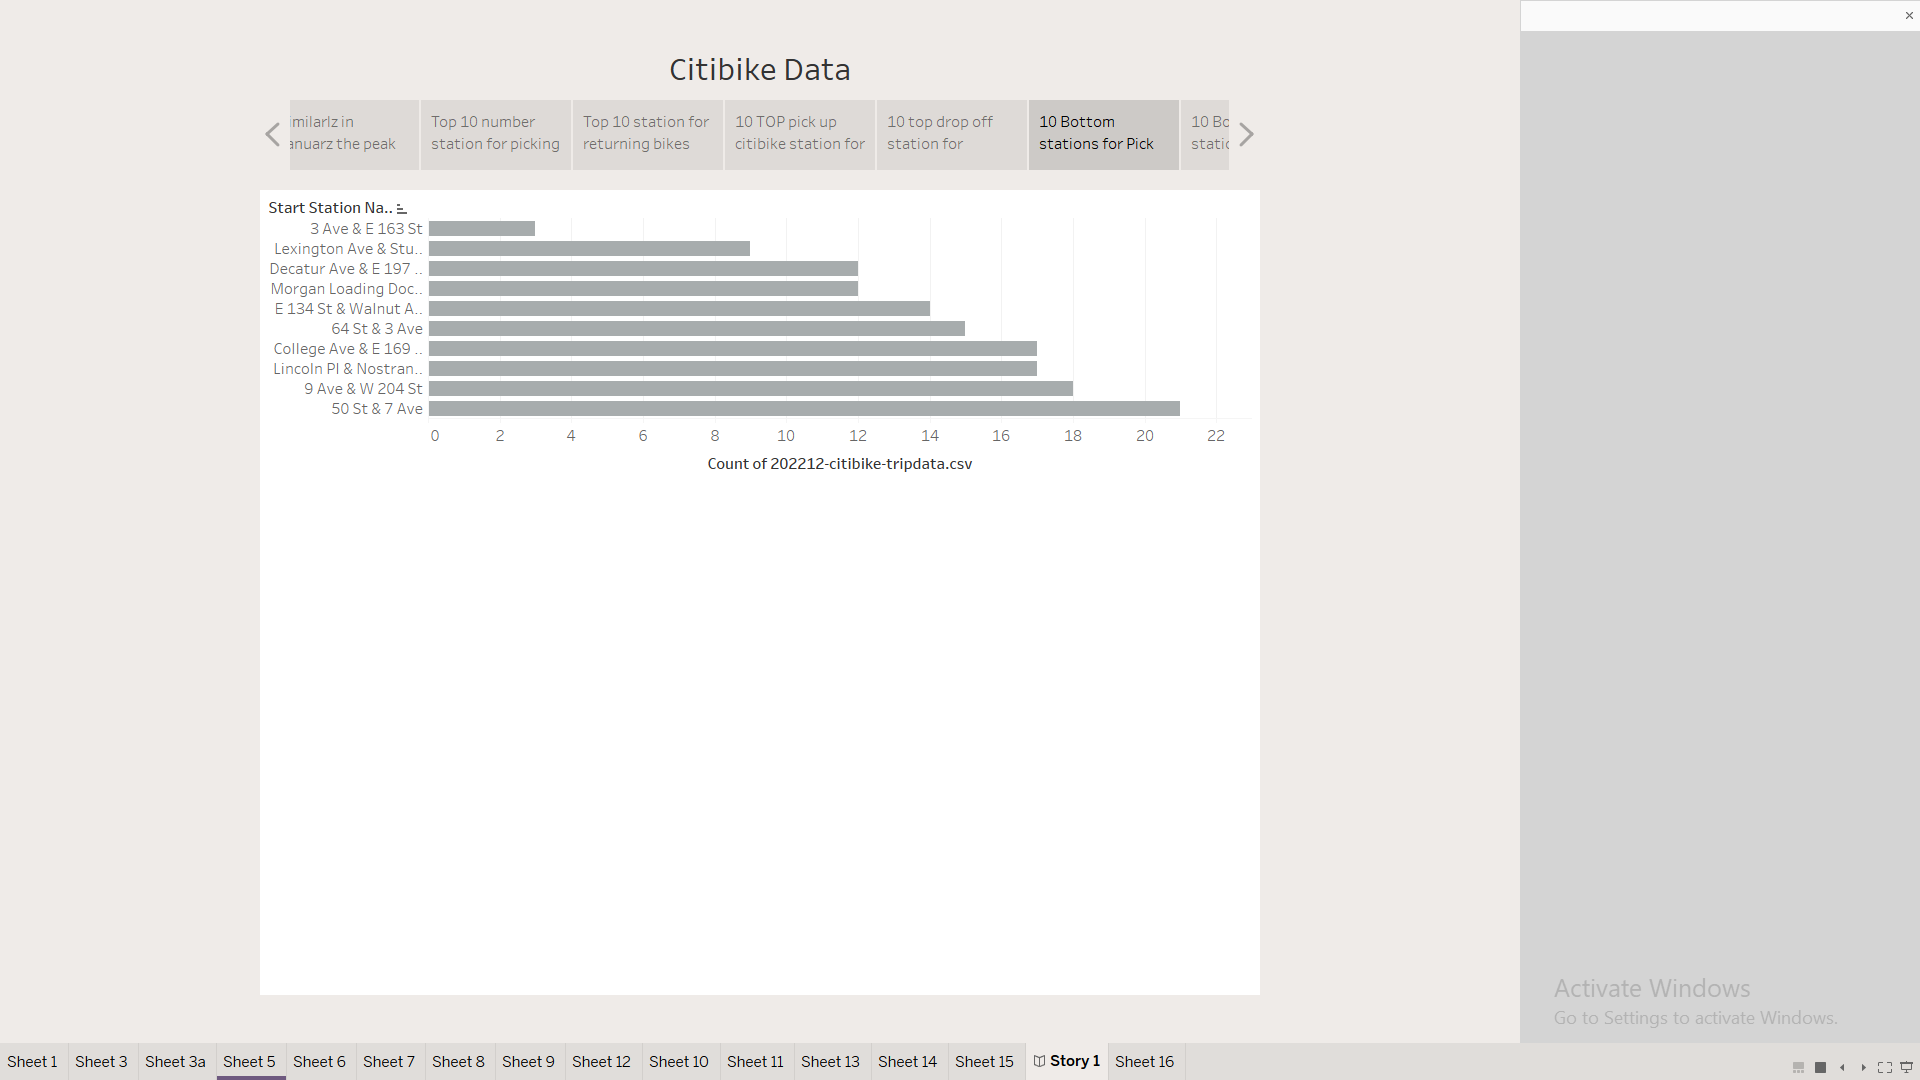 Citibike Data
imilarlz in
anuarz the peak
Top 10 number
station for picking
Top 10 station for
returning bikes
10 TOP pick up
citibike station for
10 top drop off
station for
10 Bottom
stations for Pick
10 Bo
static
Start Station Na..
3 Ave & E 163 St
Lexington Ave & Stu..
Decatur Ave & E 197 ..
Morgan Loading Doc..
E 134 St & Walnut A..
64 St & 3 Ave
College Ave & E 169 ..
Lincoln Pl & Nostran..
9 Ave & W 204 St
50 St & 7 Ave
0 2 4 6 8 10 12 14 16 18 20 22
Count of 202212-citibike-tripdata.csv
Activate Windows
Go to Settings to activate Windows.
Sheet 1 Sheet 3 Sheet 3a Sheet 5 Sheet 6 Sheet 7 Sheet 8 Sheet 9 Sheet 12 Sheet 10 Sheet 11 Sheet 13 Sheet 14 Sheet 15 Story 1 Sheet 16